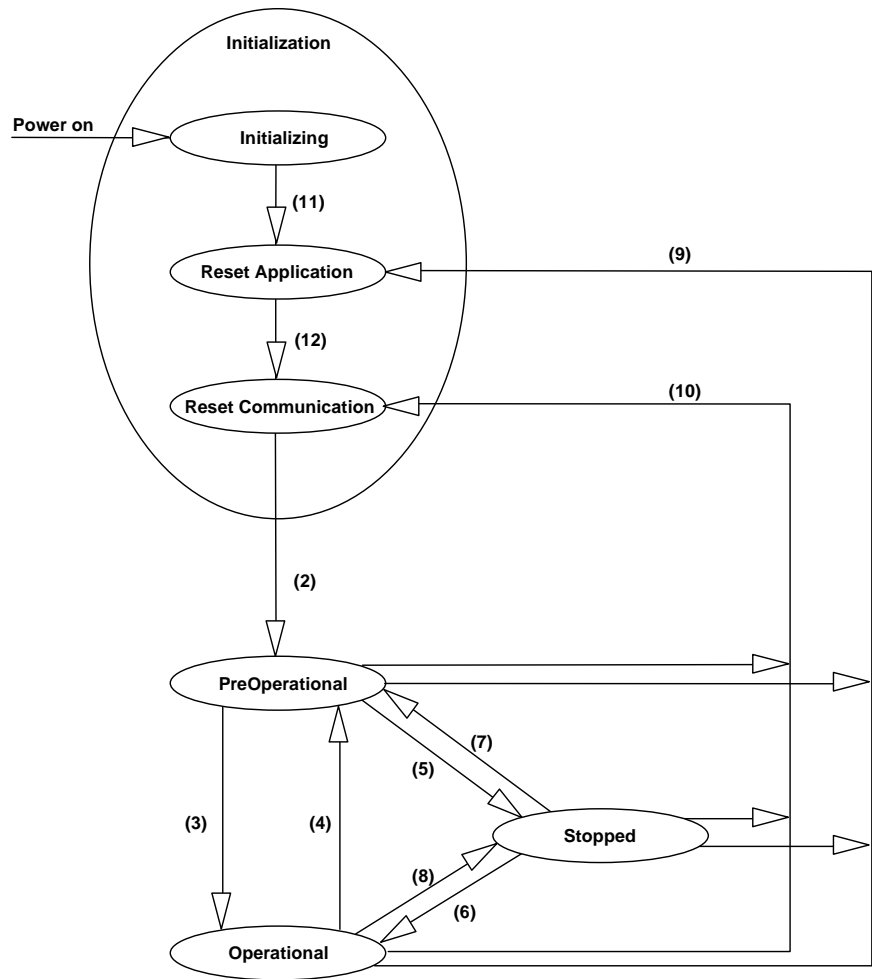 Initialization
Power on
Initializing
(11)
(9)
Reset Application
(12)
(10)
Reset Communication
(2)
PreOperational
(7)
(5)
(3)
(4)
Stopped
(8)
(6)
Operational